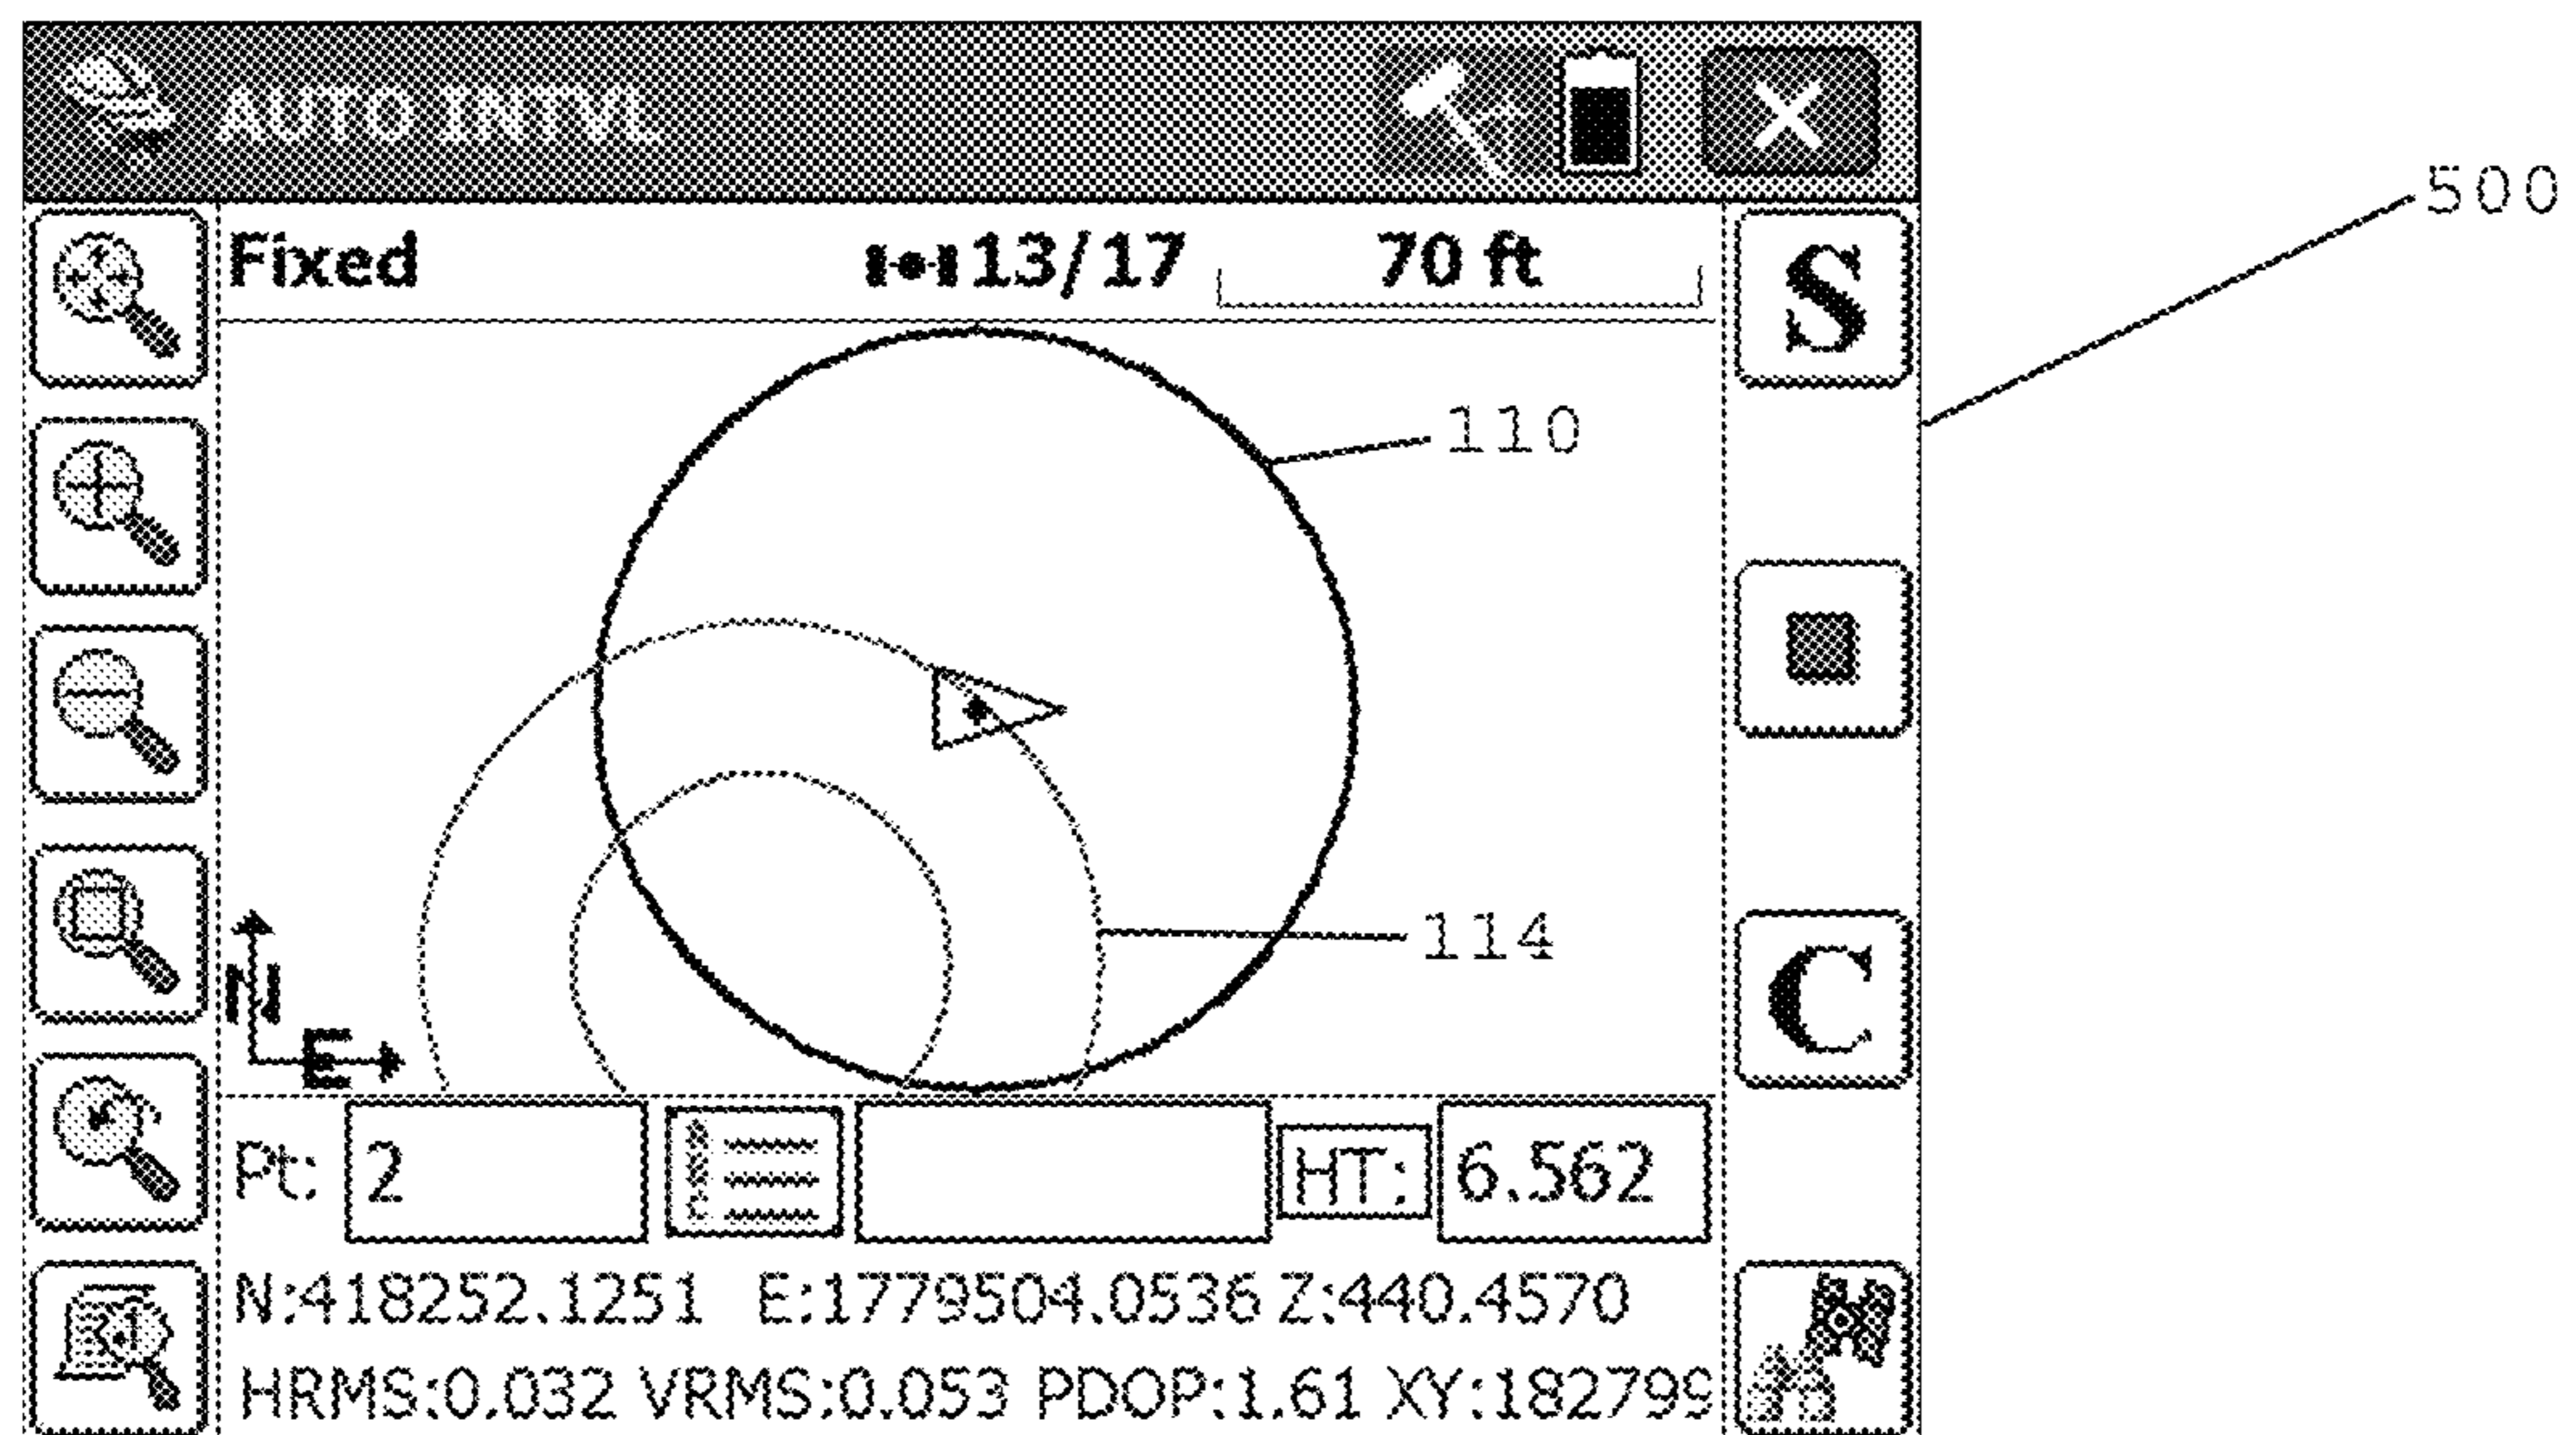 AUTO INTVL
500
Fixed 13/17 70 ft S
110
114
C
N
E
Pt: 2 HT: 6.562
N:418252.1251 E:1779504.0536 Z:440.4570
HRMS:0.032 VRMS:0.053 PDOP:1.61 XY:182799